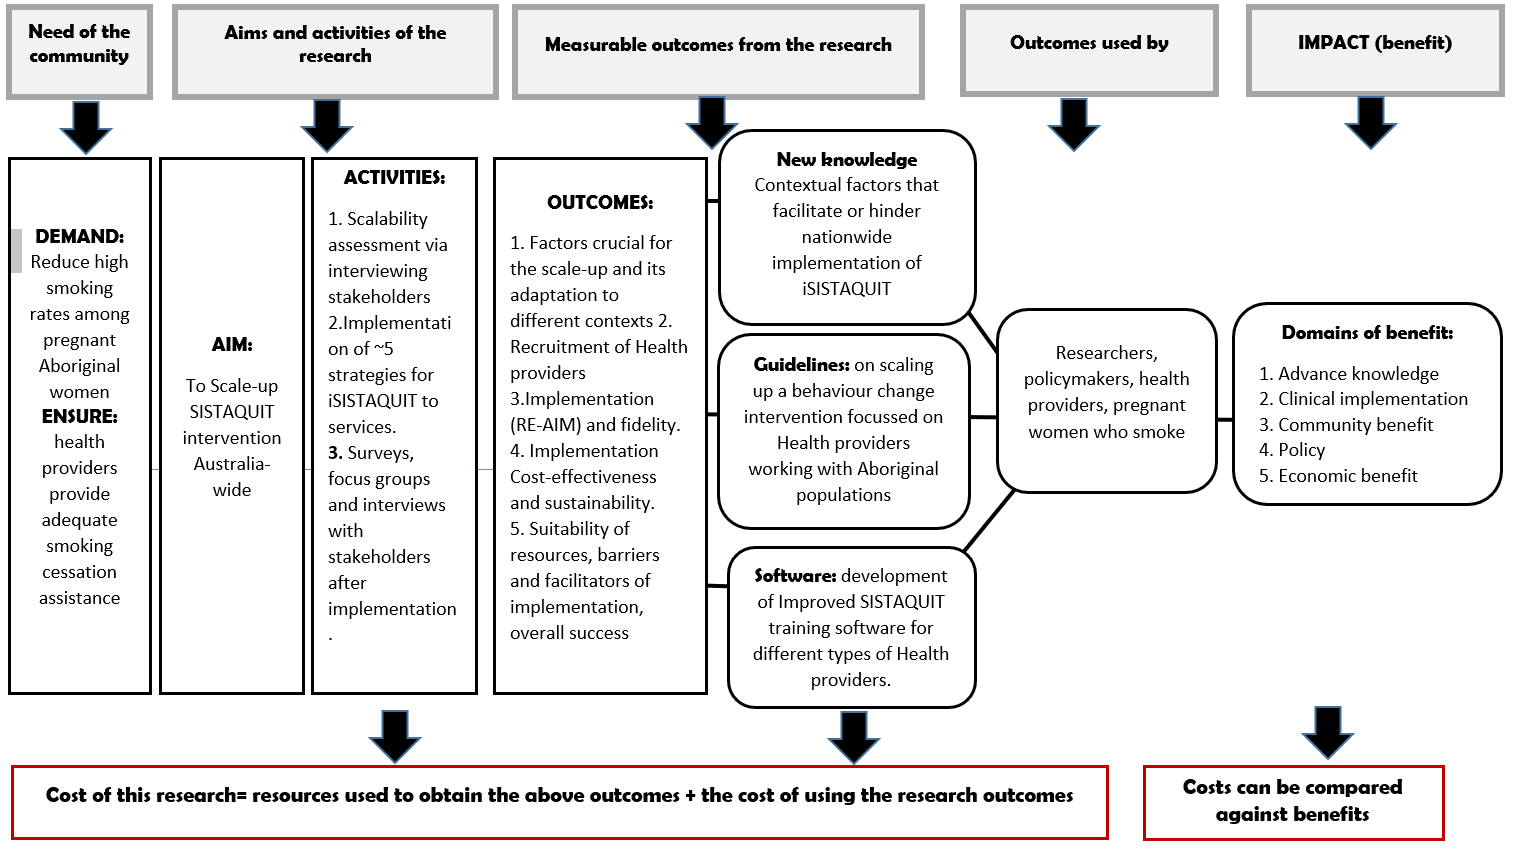 Need of the
community
Aims and activities of the
research
Measurable outcomes from the research
Outcomes used by
IMPACT (benefit)
DEMAND:
Reduce high
smoking
rates among
pregnant
Aboriginal
women
ENSURE:
health
providers
provide
adequate
smoking
cessation
assistance
AIM:
To Scale-up
SISTAQUIT
intervention
Australia-
wide
ACTIVITIES:
1. Scalability
assessment via
interviewing
stakeholders
2.Implementati
on of ~5
strategies for
iSISTAQUIT to
services.
3. Surveys,
focus groups
and interviews
with
stakeholders
after
implementation
.
OUTCOMES:
1. Factors crucial for
the scale-up and its
adaptation to
different contexts 2.
Recruitment of Health
providers
3.Implementation
(RE-AIM) and fidelity.
4. Implementation
Cost-effectiveness
and sustainability.
5. Suitability of
resources, barriers
and facilitators of
implementation,
overall success
New knowledge
Contextual factors that
facilitate or hinder
nationwide
implementation of
iSISTAQUIT
Guidelines: on scaling
up a behaviour change
intervention focussed on
Health providers
working with Aboriginal
populations
Software: development
of Improved SISTAQUIT
training software for
different types of Health
providers.
Researchers,
policymakers, health
providers, pregnant
women who smoke
Domains of benefit:
1. Advance knowledge
2. Clinical implementation
3. Community benefit
4. Policy
5. Economic benefit
Cost of this research= resources used to obtain the above outcomes + the cost of using the research outcomes
Costs can be compared
against benefits